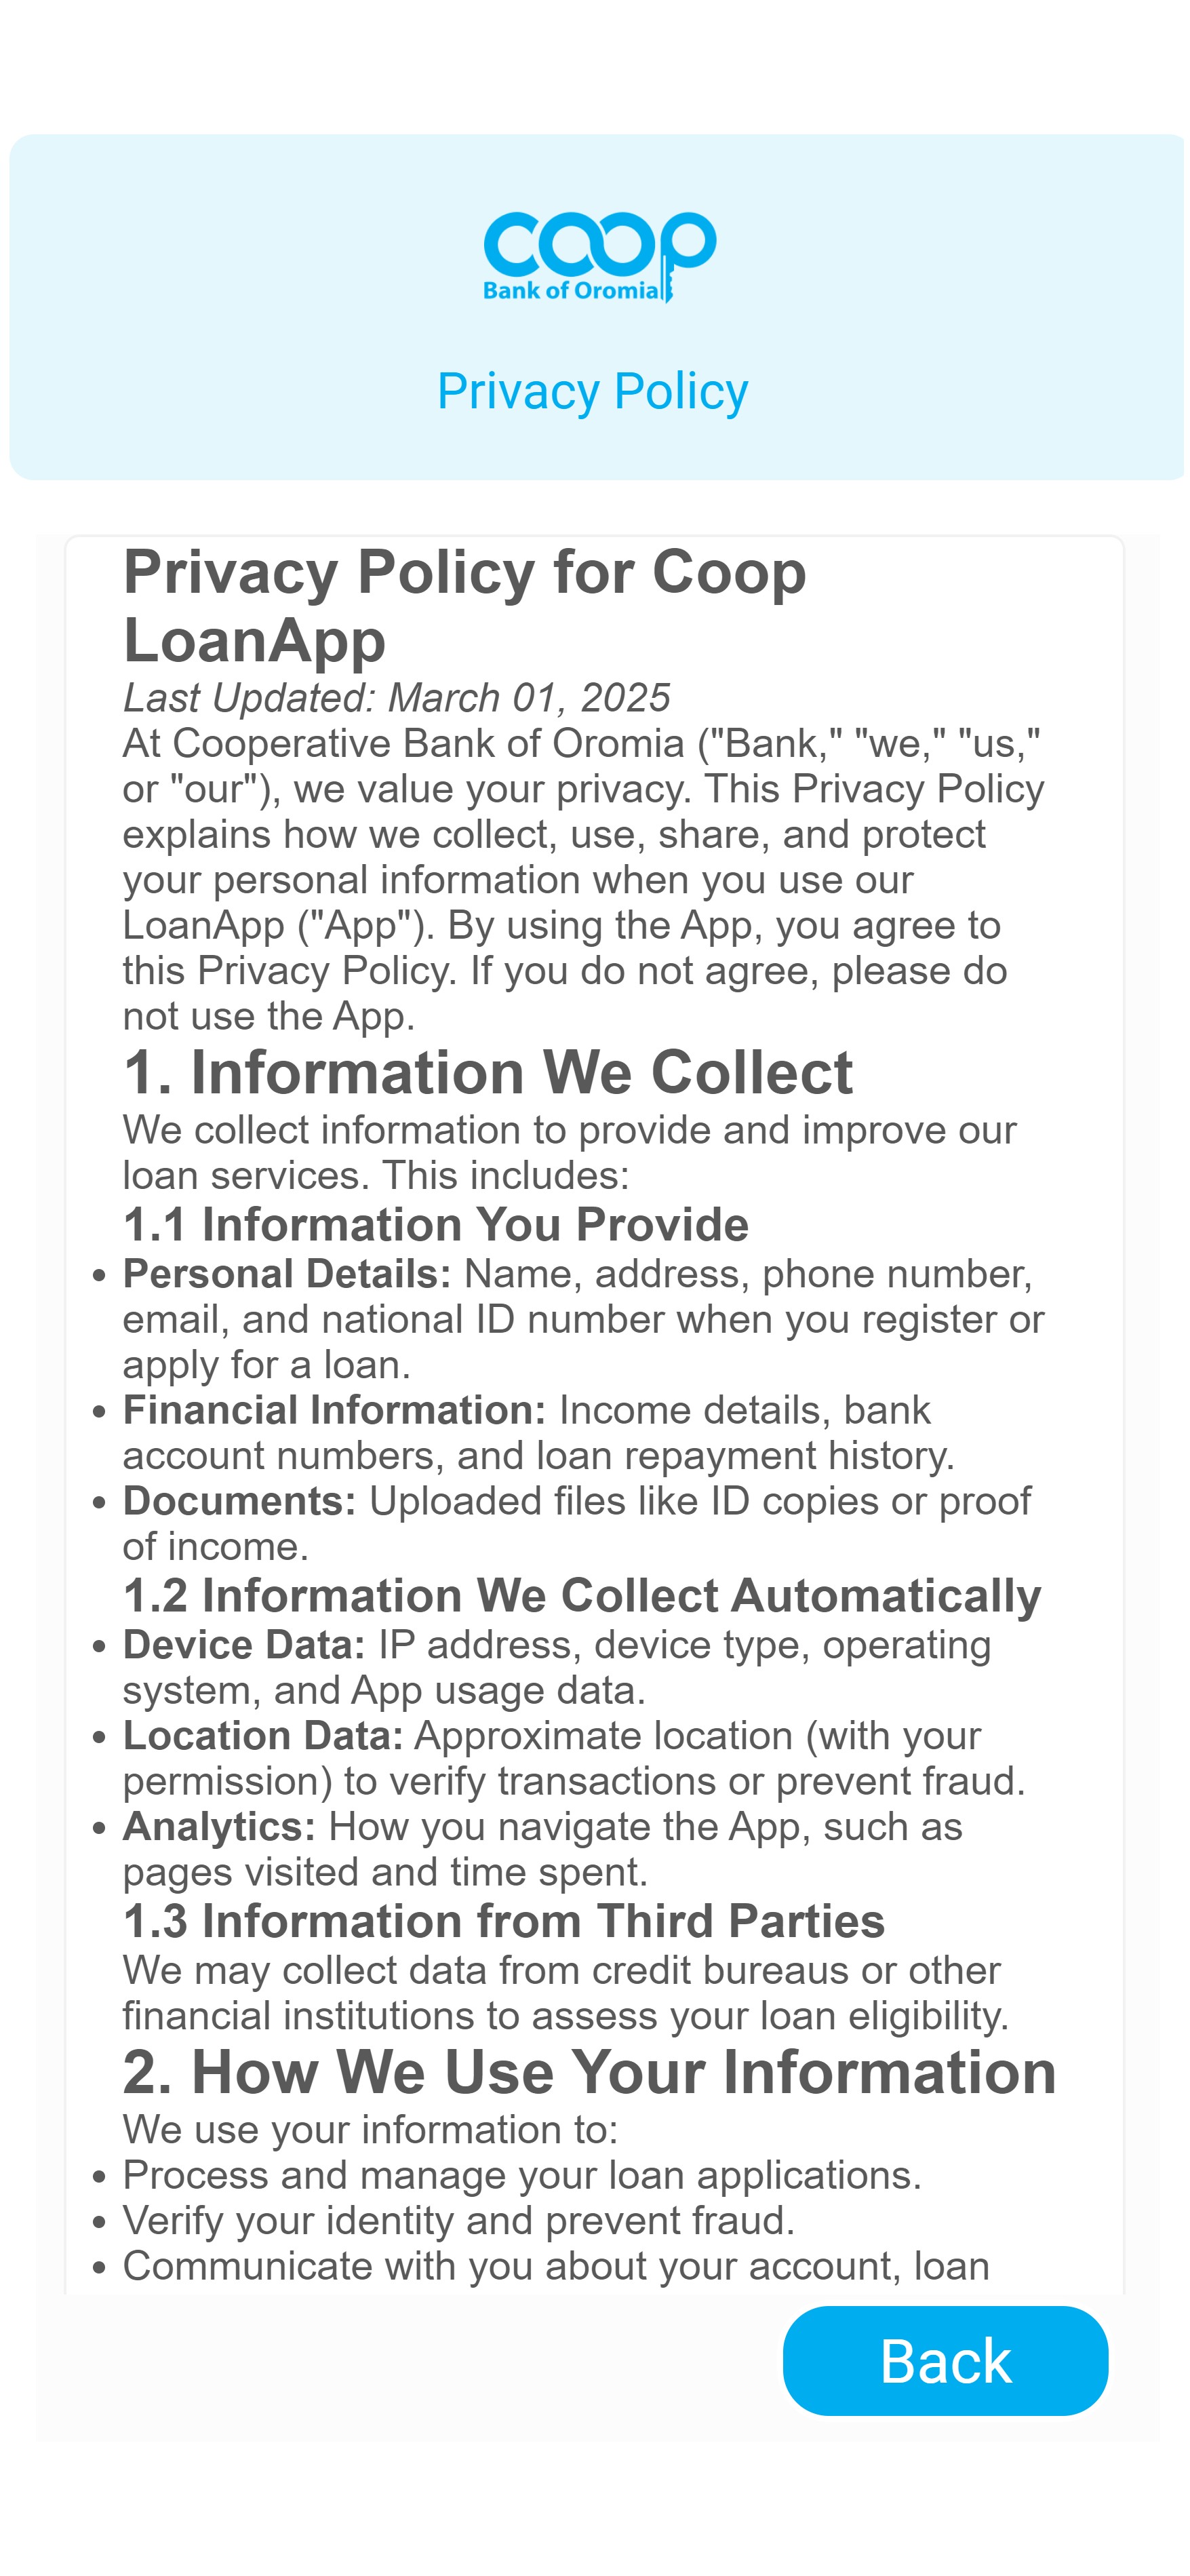 coop
Bank of Oromia
Privacy Policy
Privacy Policy for Coop
LoanApp
Last Updated: March 01, 2025
At Cooperative Bank of Oromia ("Bank," "we," "us,"
or "our"), we value your privacy. This Privacy Policy
explains how we collect, use, share, and protect
your personal information when you use our
LoanApp ("App"). By using the App, you agree to
this Privacy Policy. If you do not agree, please do
not use the App.
1. Information We Collect
We collect information to provide and improve our
loan services. This includes:
1.1 Information You Provide
• Personal Details: Name, address, phone number,
email, and national ID number when you register or
apply for a loan.
• Financial Information: Income details, bank
account numbers, and loan repayment history.
• Documents: Uploaded files like ID copies or proof
of income.
1.2 Information We Collect Automatically
• Device Data: IP address, device type, operating
system, and App usage data.
• Location Data: Approximate location (with your
permission) to verify transactions or prevent fraud.
• Analytics: How you navigate the App, such as
pages visited and time spent.
1.3 Information from Third Parties
We may collect data from credit bureaus or other
financial institutions to assess your loan eligibility.
2. How We Use Your Information
We use your information to:
• Process and manage your loan applications.
• Verify your identity and prevent fraud.
• Communicate with you about your account, loan
Back